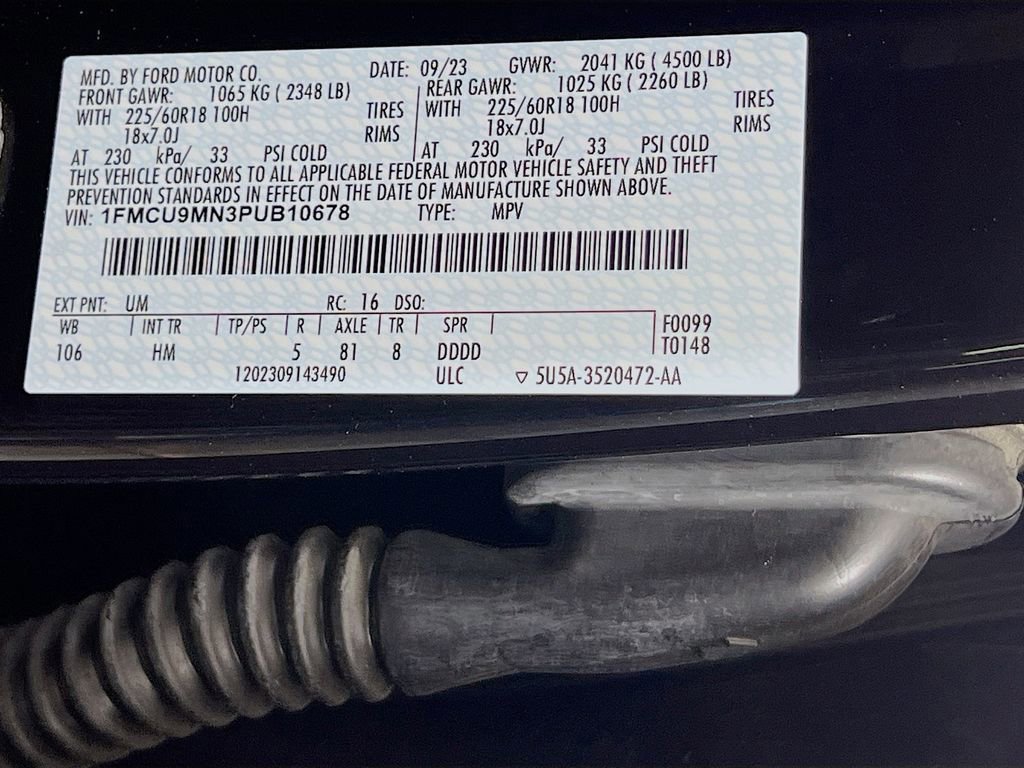 MFD. BY FORD MOTOR CO. DATE: 09/23 GVWR: 2041 KG ( 4500 LB)
FRONT GAWR: 1065 KG ( 2348 LB) REAR GAWR: 1025 KG ( 2260 LB)
WITH 225/60R18 100H TIRES WITH 225/60R18 100H TIRES
18x7.0J RIMS 18x7.0J RIMS
AT 230 kPa/ 33 PSI COLD AT 230 kPa/ 33 PSI COLD
THIS VEHICLE CONFORMS TO ALL APPLICABLE FEDERAL MOTOR VEHICLE SAFETY AND THEFT
PREVENTION STANDARDS IN EFFECT ON THE DATE OF MANUFACTURE SHOWN ABOVE.
VIN: 1FMCU9MN3PUB10678 TYPE: MPV
EXT PNT: UM RC: 16 DSO:
WB INT TR TP/PS R AXLE TR SPR F0099
106 HM 5 81 8 DDDD T0148
1202309143490 ULC ▽ 5U5A-3520472-AA